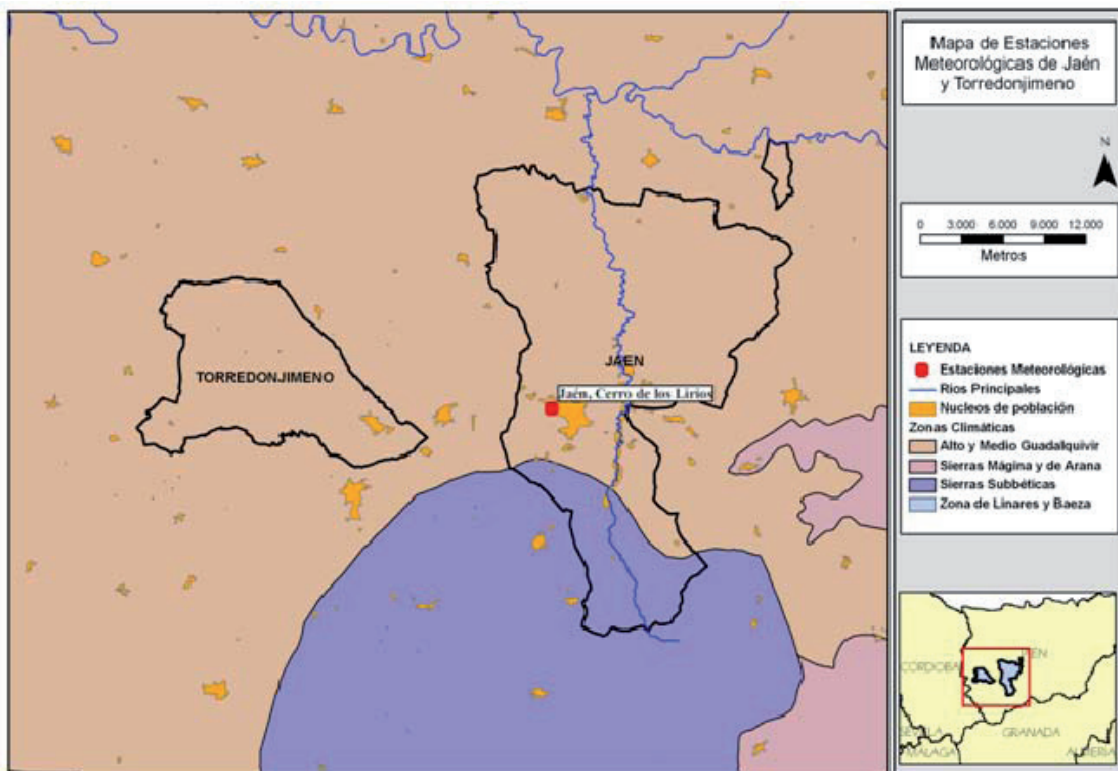 Mapa de Estaciones
Meteorológicas de Jaén
y Torredonjimeno
N
0 3.000 6.000 9.000 12.000
Metros
LEYENDA
Estaciones Meteorológicas
Rios Principales
Nucleos de población
Zonas Climáticas
Alto y Medio Guadalquivir
Sierras Mágina y de Arana
Sierras Subbéticas
Zona de Linares y Baeza
TORREDONJIMENO
JAEN
Jaén, Cerro de los Lirios
CORDOBA
GRANADA
MALAGA